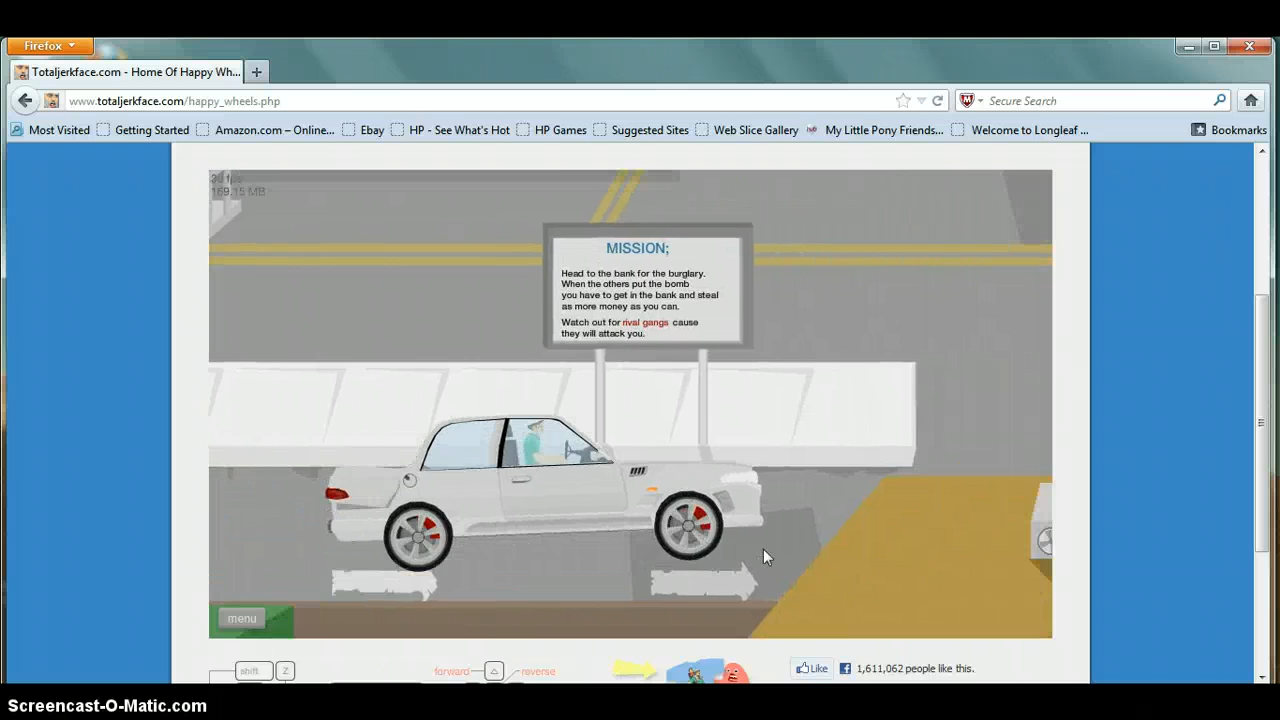 Firefox
Totaljerkface.com - Home Of Happy Wh...
www.totaljerkface.com/happy_wheels.php
Secure Search
Most Visited
Getting Started
Amazon.com – Online...
Ebay
HP - See What's Hot
HP Games
Suggested Sites
Web Slice Gallery
My Little Pony Friends...
Welcome to Longleaf ...
Bookmarks
169.15 MB
MISSION;
Head to the bank for the burglary.
When the others put the bomb
you have to get in the bank and steal
as more money as you can.
Watch out for rival gangs cause
they will attack you.
menu
shift
Z
forward
reverse
Like
1,611,062 people like this.
Screencast-O-Matic.com